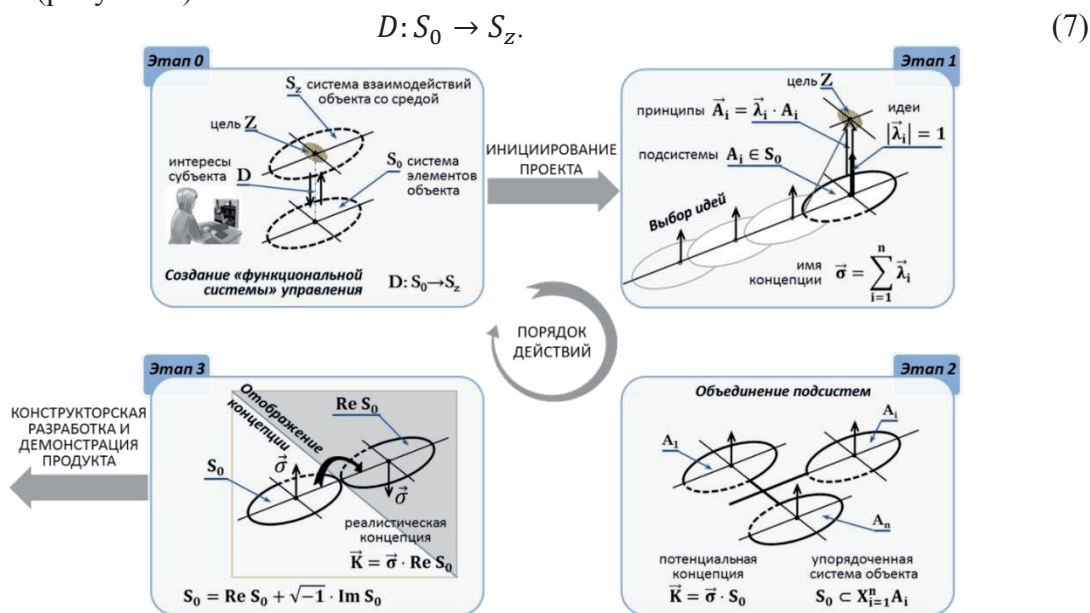 D: S₀ → S_z. (7)
Этап 0
S_z система взаимодействий
объекта со средой
цель Z
интересы
субъекта
D
S₀ система
элементов
объекта
Создание «функциональной
системы» управления
D: S₀→S_z
ИНИЦИИРОВАНИЕ
ПРОЕКТА
Этап 1
цель Z
принципы A⃗ᵢ = λ⃗ᵢ · Aᵢ
идеи
|λ⃗ᵢ| = 1
подсистемы Aᵢ ∈ S₀
Выбор идей
имя
концепции
σ⃗ = ∑ⁿᵢ₌₁ λ⃗ᵢ
ПОРЯДОК
ДЕЙСТВИЙ
Этап 2
Объединение подсистем
A₁
Aᵢ
Aₙ
потенциальная
концепция
K⃗ = σ⃗ · S₀
упорядоченная
система объекта
S₀ ⊂ Xⁿᵢ₌₁Aᵢ
Этап 3
Отображение
концепции
Re S₀
S₀
σ⃗
σ⃗
реалистическая
концепция
K⃗ = σ⃗ · Re S₀
S₀ = Re S₀ + √−1 · Im S₀
КОНСТРУКТОРСКАЯ
РАЗРАБОТКА И
ДЕМОНСТРАЦИЯ
ПРОДУКТА